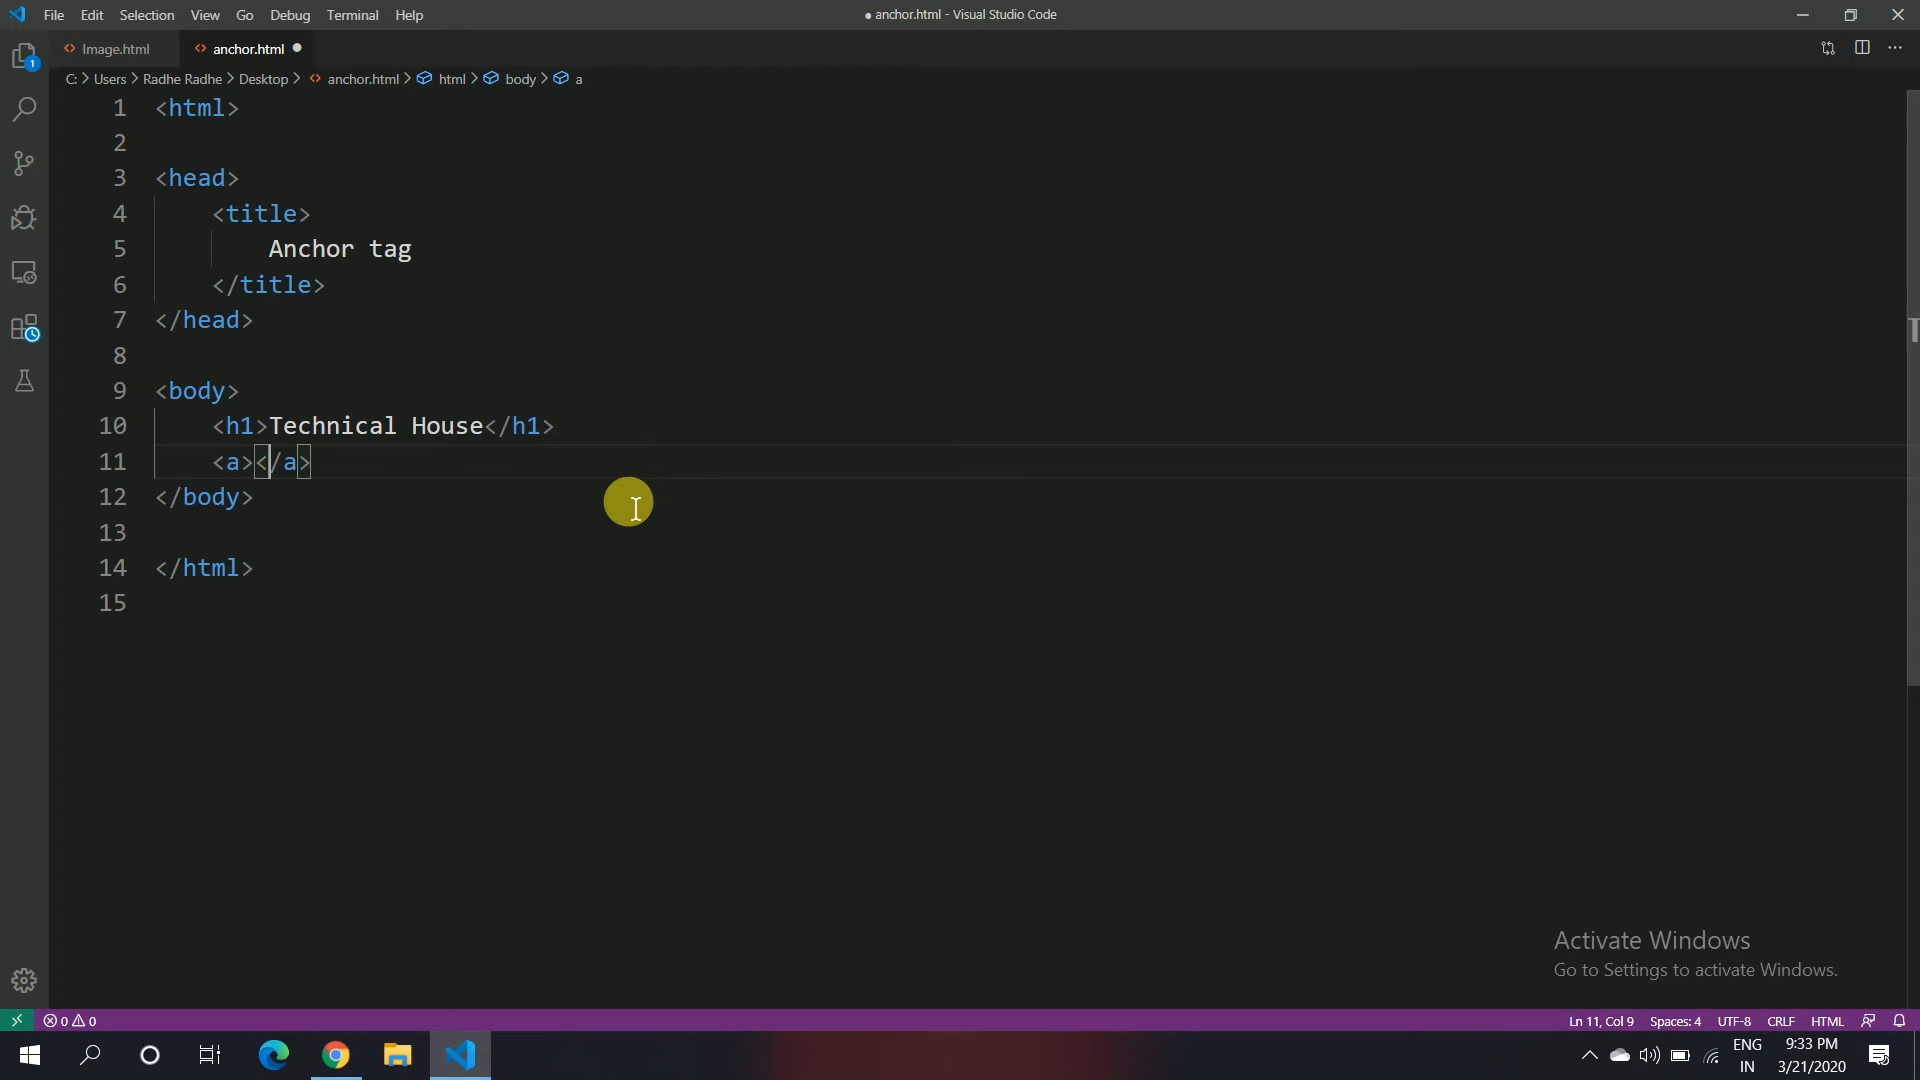 File Edit Selection View Go Debug Terminal Help
● anchor.html - Visual Studio Code
Image.html
anchor.html
C: > Users > Radhe Radhe > Desktop > anchor.html > html > body > a
1 <html>
2
3 <head>
4 <title>
5 Anchor tag
6 </title>
7 </head>
8
9 <body>
10 <h1>Technical House</h1>
11 <a></a>
12 </body>
13
14 </html>
15
1
Activate Windows
Go to Settings to activate Windows.
0 0
Ln 11, Col 9 Spaces: 4 UTF-8 CRLF HTML
ENG
IN
9:33 PM
3/21/2020